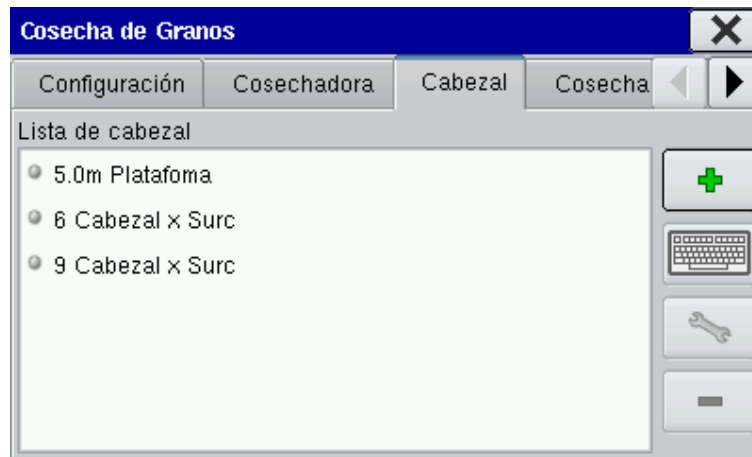 Cosecha de Granos
Configuración Cosechadora Cabezal Cosecha
Lista de cabezal
5.0m Platafoma
6 Cabezal x Surc
9 Cabezal x Surc